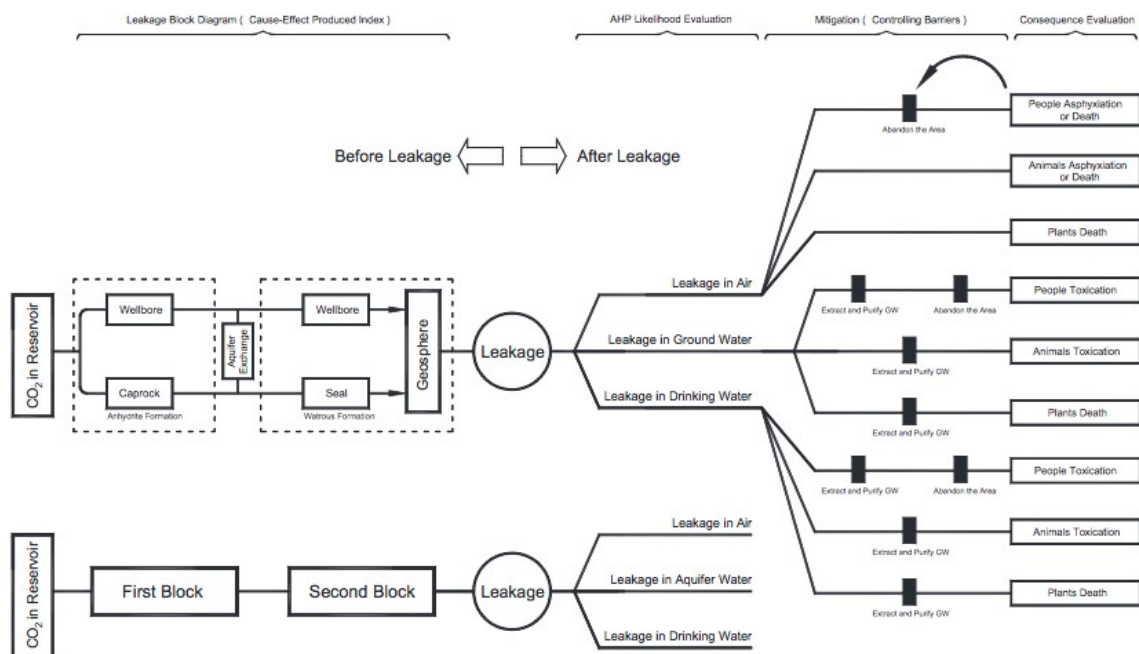 Leakage Block Diagram ( Cause-Effect Produced Index )
AHP Likelihood Evaluation
Mitigation ( Controlling Barriers )
Consequence Evaluation
People Asphyxiation
or Death
Abandon the Area
Before Leakage
After Leakage
Animals Asphyxiation
or Death
Plants Death
Leakage in Air
CO2 in Reservoir
Wellbore
Aquifer
Exchange
Wellbore
Caprock
Anhydrite Formation
Seal
Watrous Formation
Geosphere
Leakage
Leakage in Ground Water
Leakage in Drinking Water
Extract and Purify GW
Abandon the Area
People Toxication
Extract and Purify GW
Animals Toxication
Extract and Purify GW
Plants Death
Extract and Purify GW
Abandon the Area
People Toxication
Extract and Purify GW
Animals Toxication
Extract and Purify GW
Plants Death
CO2 in Reservoir
First Block
Second Block
Leakage
Leakage in Air
Leakage in Aquifer Water
Leakage in Drinking Water